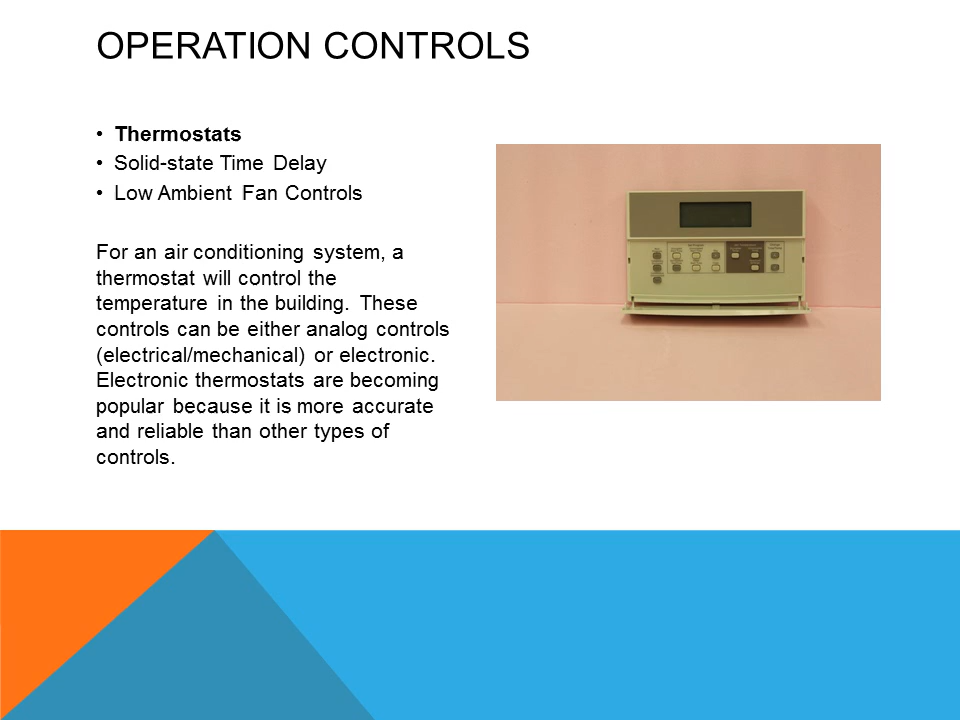 OPERATION CONTROLS
• Thermostats
• Solid-state Time Delay
• Low Ambient Fan Controls
For an air conditioning system, a
thermostat will control the
temperature in the building. These
controls can be either analog controls
(electrical/mechanical) or electronic.
Electronic thermostats are becoming
popular because it is more accurate
and reliable than other types of
controls.